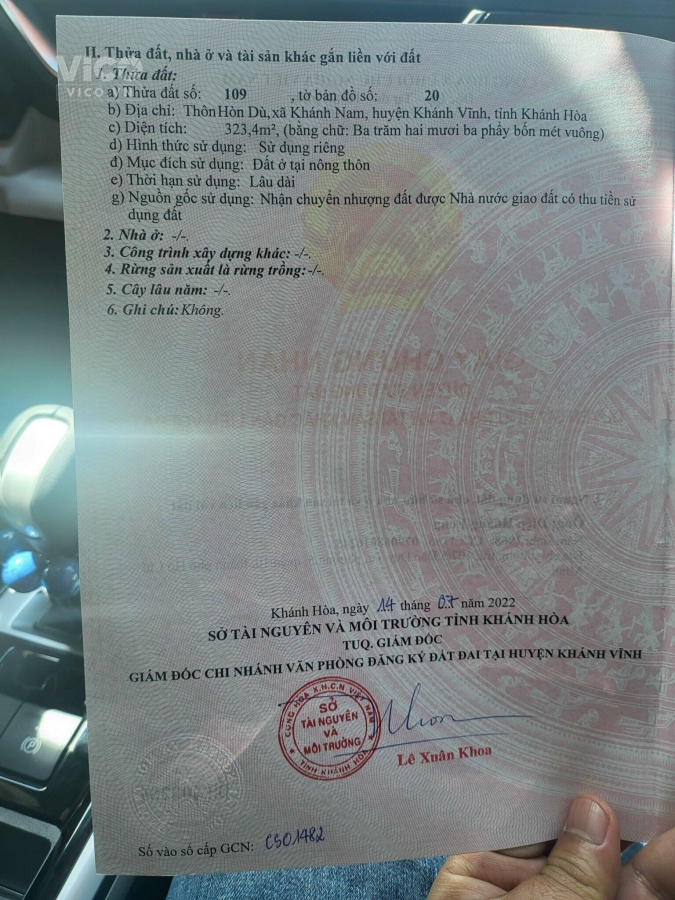 II. Thửa đất, nhà ở và tài sản khác gắn liền với đất
1. Thửa đất:
a) Thửa đất số: 109 , tờ bản đồ số: 20
b) Địa chỉ: Thôn Hòn Dù, xã Khánh Nam, huyện Khánh Vĩnh, tỉnh Khánh Hòa
c) Diện tích: 323,4m², (bằng chữ: Ba trăm hai mươi ba phẩy bốn mét vuông)
d) Hình thức sử dụng: Sử dụng riêng
đ) Mục đích sử dụng: Đất ở tại nông thôn
e) Thời hạn sử dụng: Lâu dài
g) Nguồn gốc sử dụng: Nhận chuyển nhượng đất được Nhà nước giao đất có thu tiền sử
dụng đất
2. Nhà ở: -/-.
3. Công trình xây dựng khác: -/-.
4. Rừng sản xuất là rừng trồng: -/-.
5. Cây lâu năm: -/-.
6. Ghi chú: Không.
Khánh Hòa, ngày 14 tháng 07 năm 2022
SỞ TÀI NGUYÊN VÀ MÔI TRƯỜNG TỈNH KHÁNH HÒA
TUQ. GIÁM ĐỐC
GIÁM ĐỐC CHI NHÁNH VĂN PHÒNG ĐĂNG KÝ ĐẤT ĐAI TẠI HUYỆN KHÁNH VĨNH
CỘNG HÒA X.H.C.N VIỆT NAM
SỞ
TÀI NGUYÊN
VÀ
MÔI TRƯỜNG
TỈNH KHÁNH HÒA
Lê Xuân Khoa
Số vào sổ cấp GCN: CS01482